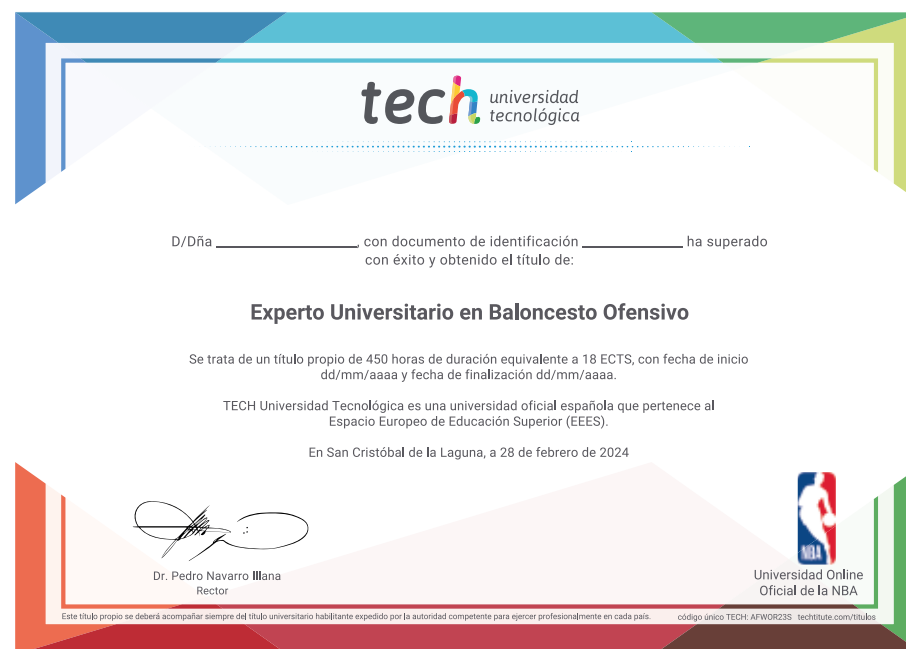 tech universidad
tecnológica
D/Dña ________________, con documento de identificación ____________ ha superado
con éxito y obtenido el título de:
Experto Universitario en Baloncesto Ofensivo
Se trata de un título propio de 450 horas de duración equivalente a 18 ECTS, con fecha de inicio
dd/mm/aaaa y fecha de finalización dd/mm/aaaa.
TECH Universidad Tecnológica es una universidad oficial española que pertenece al
Espacio Europeo de Educación Superior (EEES).
En San Cristóbal de la Laguna, a 28 de febrero de 2024
Dr. Pedro Navarro Illana
Rector
NBA
Universidad Online
Oficial de la NBA
Este título propio se deberá acompañar siempre del título universitario habilitante expedido por la autoridad competente para ejercer profesionalmente en cada país. código único TECH: AFWOR23S techtitute.com/titulos